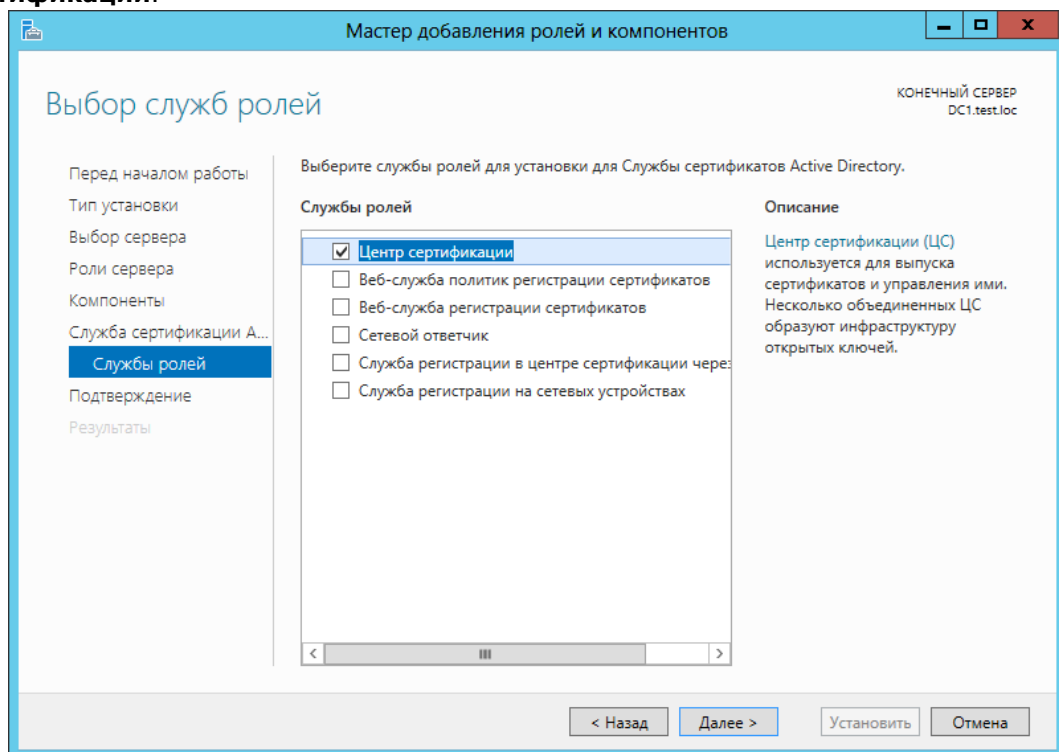 Мастер добавления ролей и компонентов
Выбор служб ролей
КОНЕЧНЫЙ СЕРВЕР
DC1.test.loc
Перед началом работы
Тип установки
Выбор сервера
Роли сервера
Компоненты
Служба сертификации A...
Службы ролей
Подтверждение
Результаты
Выберите службы ролей для установки для Службы сертификатов Active Directory.
Службы ролей
Центр сертификации
Веб-служба политик регистрации сертификатов
Веб-служба регистрации сертификатов
Сетевой ответчик
Служба регистрации в центре сертификации через
Служба регистрации на сетевых устройствах
Описание
Центр сертификации (ЦС)
используется для выпуска
сертификатов и управления ими.
Несколько объединенных ЦС
образуют инфраструктуру
открытых ключей.
< Назад
Далее >
Установить
Отмена